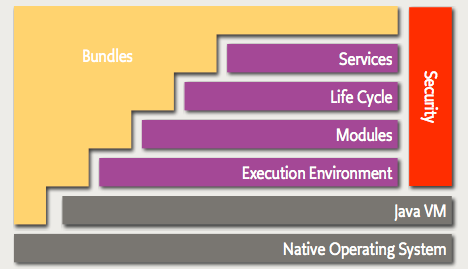 Bundles
Services
Life Cycle
Modules
Execution Environment
Java VM
Native Operating System
Security